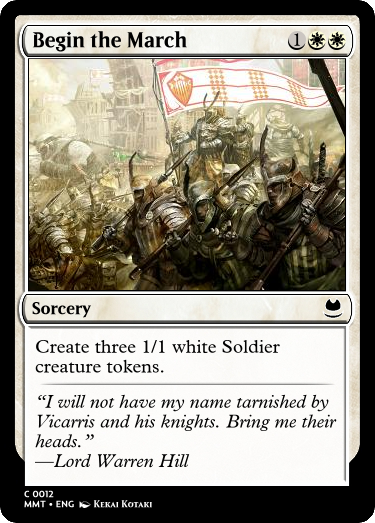 Begin the March 1
Sorcery
Create three 1/1 white Soldier
creature tokens.
“I will not have my name tarnished by
Vicarris and his knights. Bring me their
heads.”
—Lord Warren Hill
C 0012
MMT • ENG Kekai Kotaki